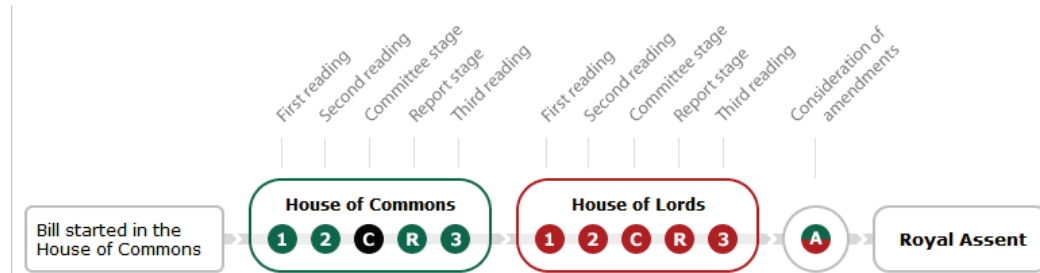 First reading
Second reading
Committee stage
Report stage
Third reading
First reading
Second reading
Committee stage
Report stage
Third reading
Consideration of
amendments
Bill started in the
House of Commons
House of Commons
1 2 C R 3
House of Lords
1 2 C R 3
A
Royal Assent